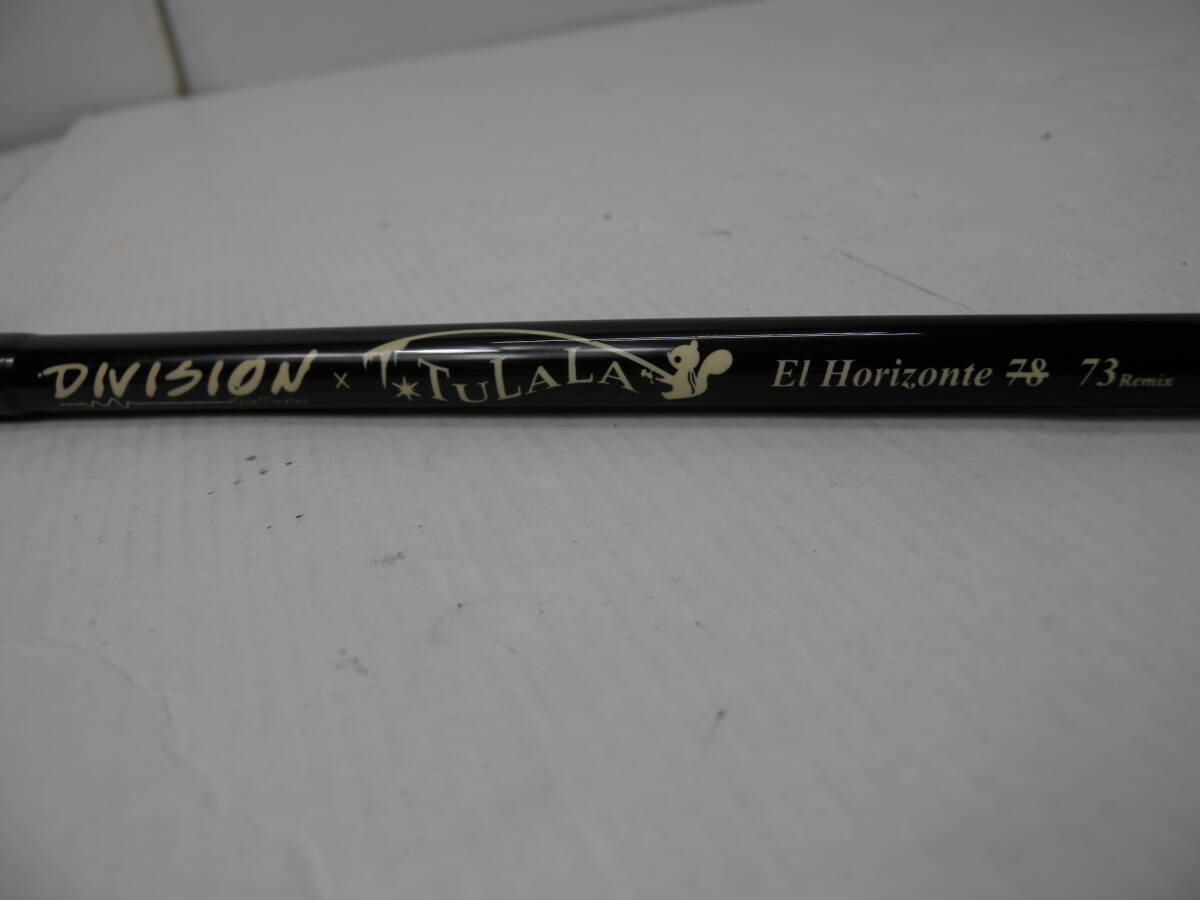 DIVISION × TULALA El Horizonte 78 73 Remix